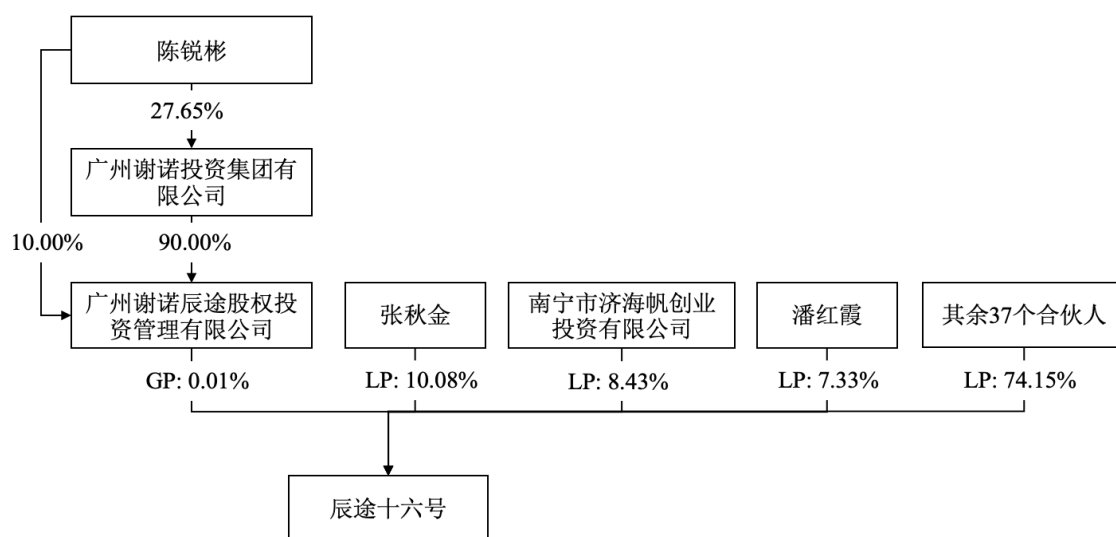 陈锐彬
27.65%
广州谢诺投资集团有
限公司
10.00%
90.00%
广州谢诺辰途股权投
资管理有限公司
张秋金
南宁市济海帆创业
投资有限公司
潘红霞
其余37个合伙人
GP: 0.01%
LP: 10.08%
LP: 8.43%
LP: 7.33%
LP: 74.15%
辰途十六号